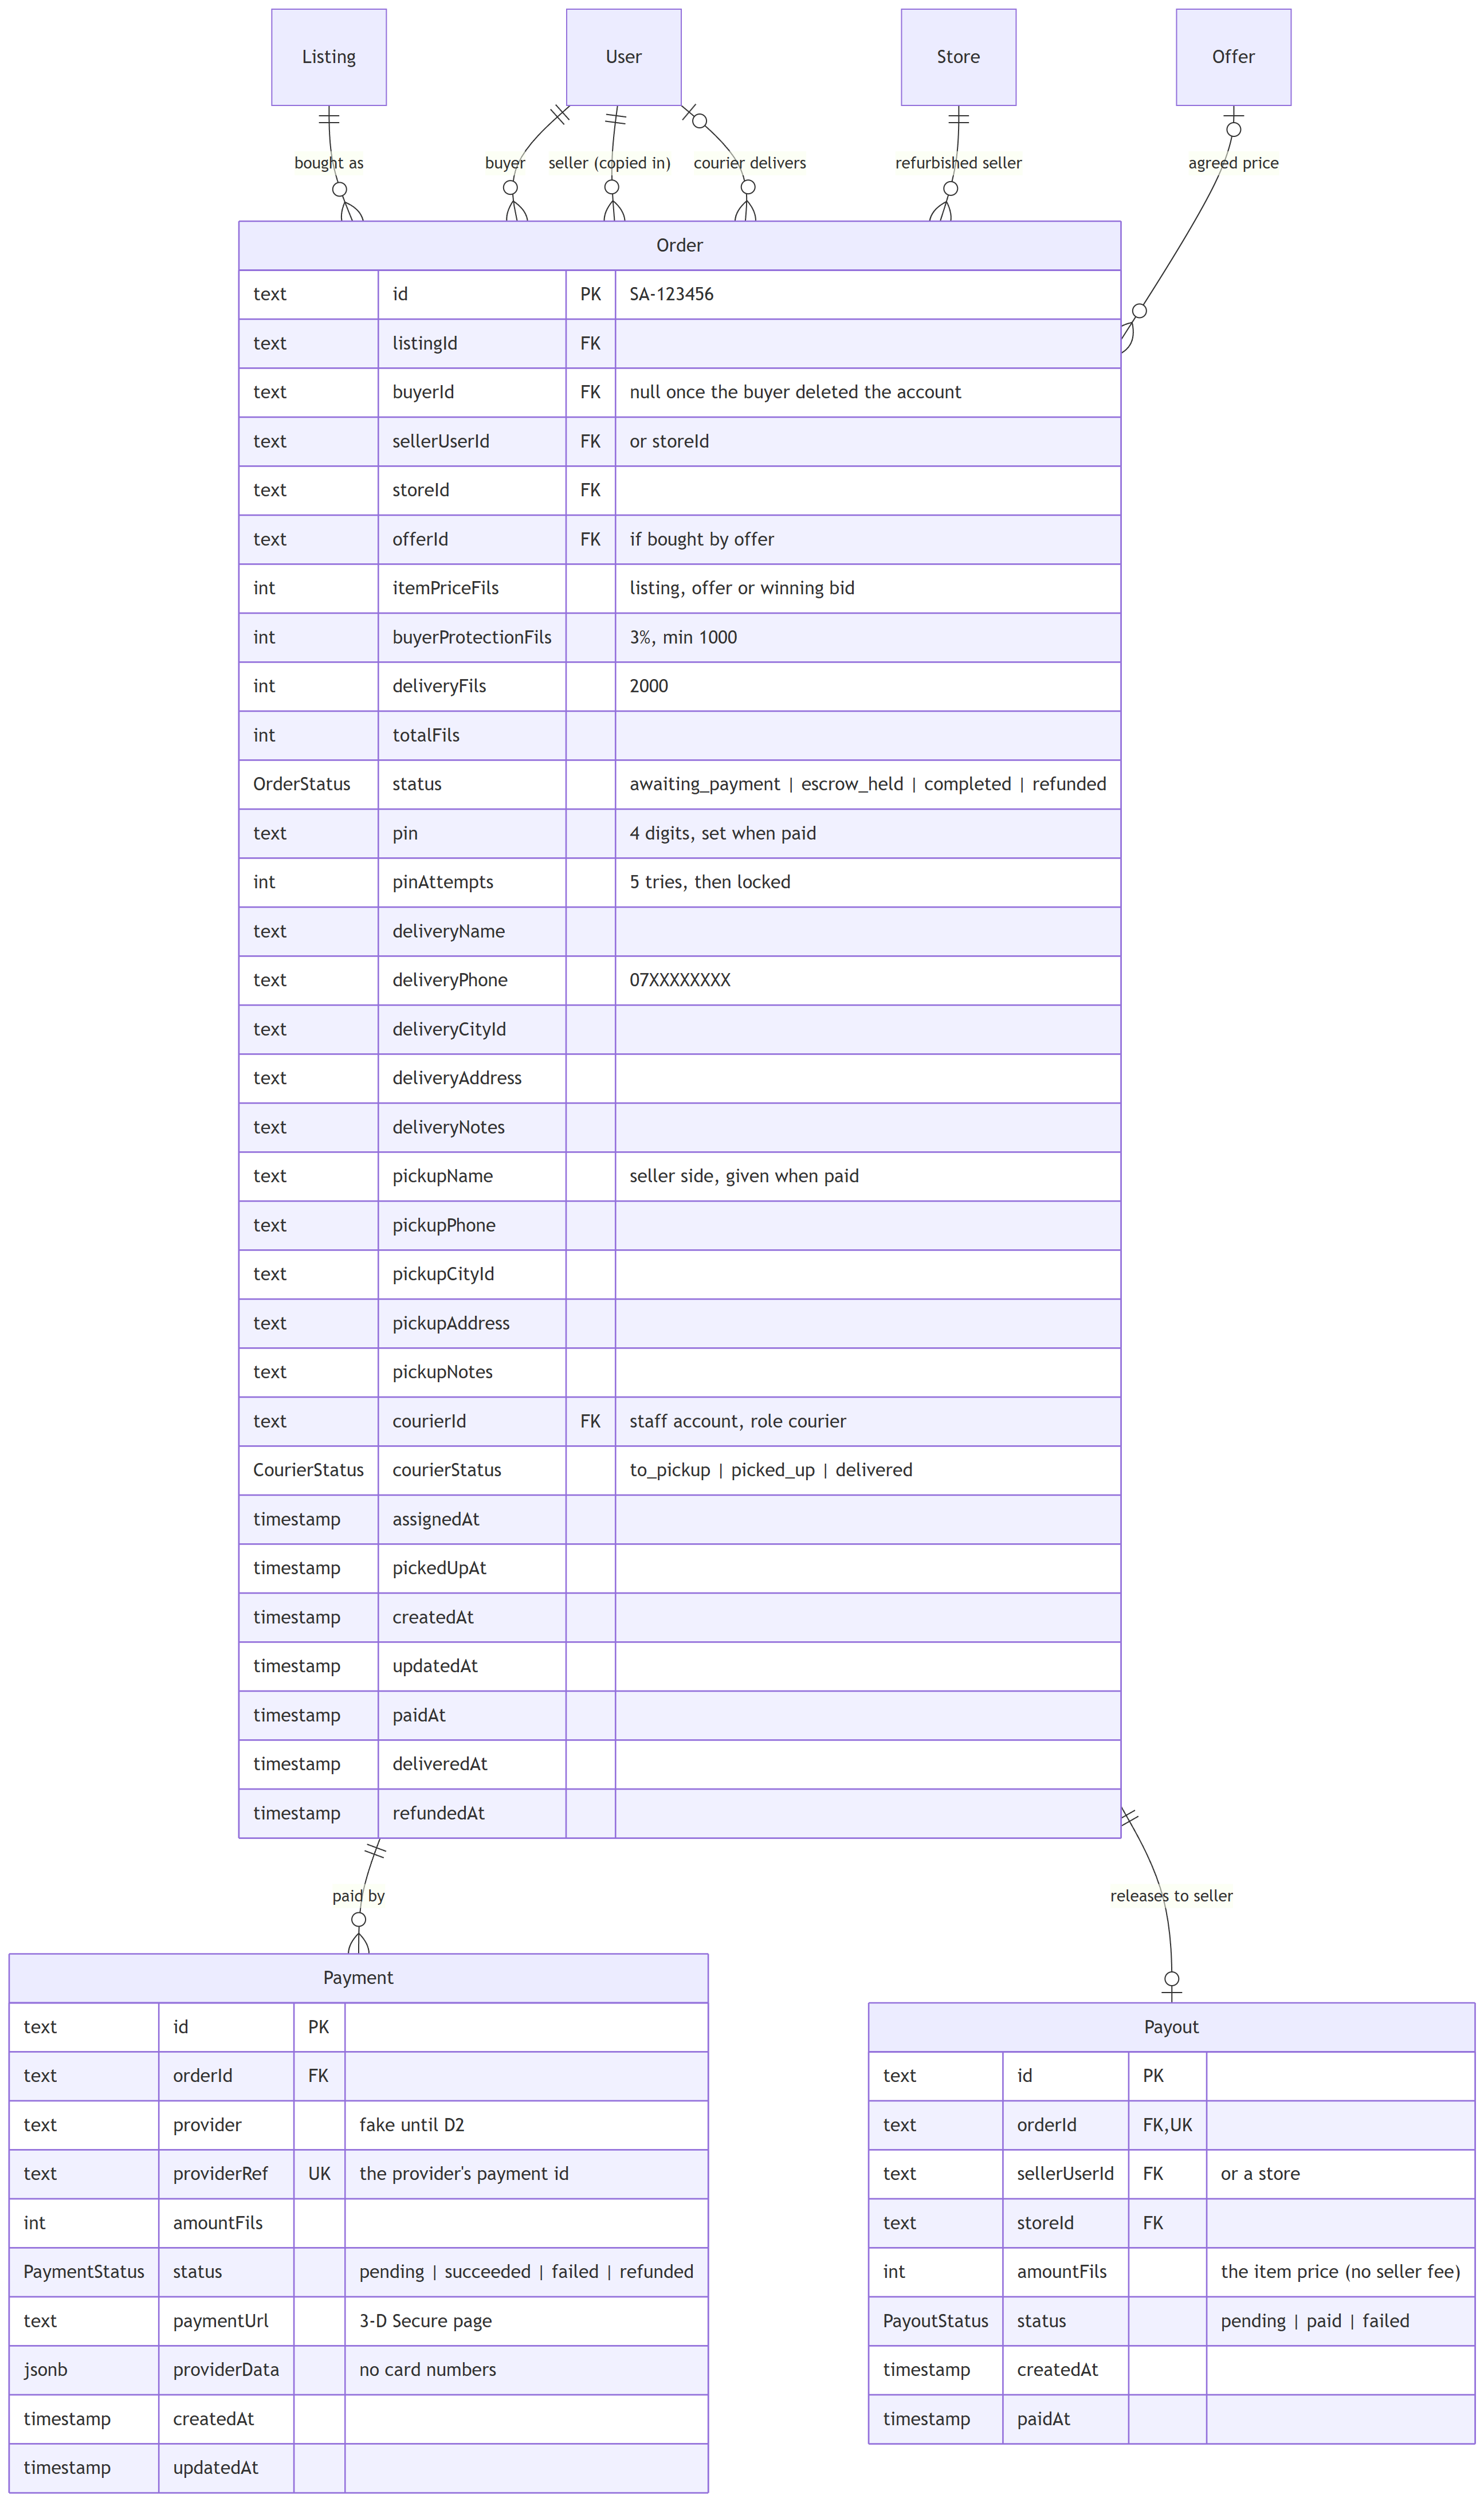 Listing
User
Store
Offer
bought as
buyer
seller (copied in)
courier delivers
refurbished seller
agreed price
Order
text id PK SA-123456
text listingId FK
text buyerId FK null once the buyer deleted the account
text sellerUserId FK or storeId
text storeId FK
text offerId FK if bought by offer
int itemPriceFils listing, offer or winning bid
int buyerProtectionFils 3%, min 1000
int deliveryFils 2000
int totalFils
OrderStatus status awaiting_payment | escrow_held | completed | refunded
text pin 4 digits, set when paid
int pinAttempts 5 tries, then locked
text deliveryName
text deliveryPhone 07XXXXXXXX
text deliveryCityId
text deliveryAddress
text deliveryNotes
text pickupName seller side, given when paid
text pickupPhone
text pickupCityId
text pickupAddress
text pickupNotes
text courierId FK staff account, role courier
CourierStatus courierStatus to_pickup | picked_up | delivered
timestamp assignedAt
timestamp pickedUpAt
timestamp createdAt
timestamp updatedAt
timestamp paidAt
timestamp deliveredAt
timestamp refundedAt
paid by
releases to seller
Payment
text id PK
text orderId FK
text provider fake until D2
text providerRef UK the provider's payment id
int amountFils
PaymentStatus status pending | succeeded | failed | refunded
text paymentUrl 3-D Secure page
jsonb providerData no card numbers
timestamp createdAt
timestamp updatedAt
Payout
text id PK
text orderId FK,UK
text sellerUserId FK or a store
text storeId FK
int amountFils the item price (no seller fee)
PayoutStatus status pending | paid | failed
timestamp createdAt
timestamp paidAt